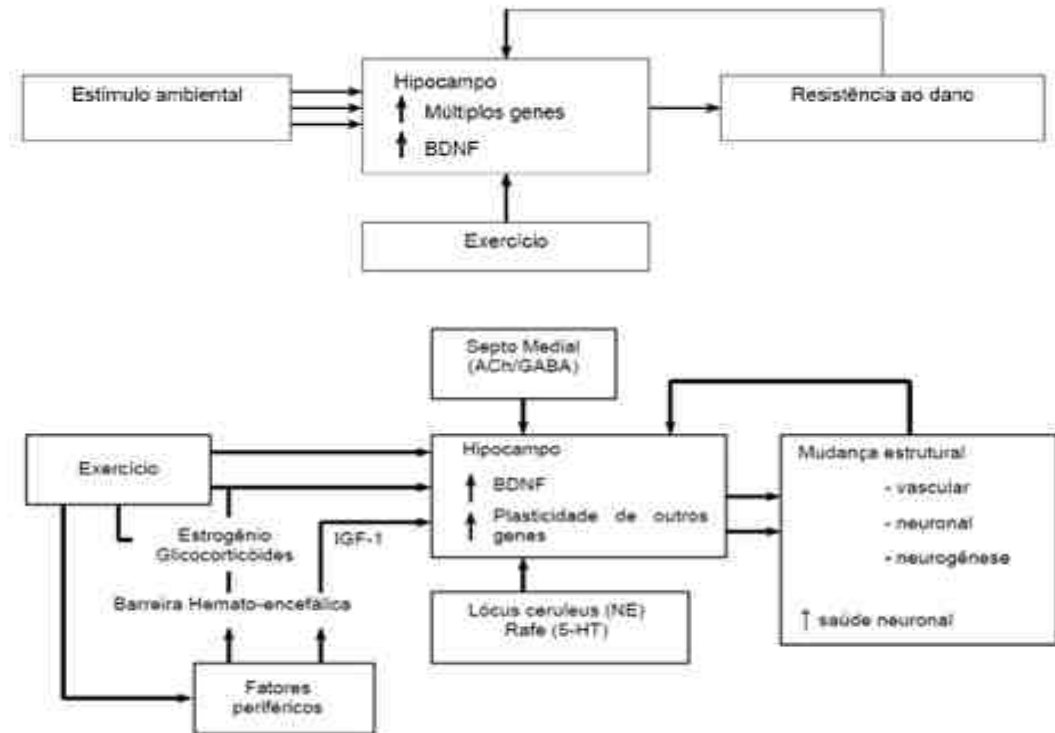 Estímulo ambiental
Hipocampo
↑ Múltiplos genes
↑ BDNF
Resistência ao dano
Exercício
Septo Medial
(ACh/GABA)
Exercício
Hipocampo
↑ BDNF
↑ Plasticidade de outros
genes
Mudança estrutural
- vascular
- neuronal
- neurogênese
↑ saúde neuronal
Estrogênio
Glicocorticóides
IGF-1
Barreira Hemato-encefálica
Lócus ceruleus (NE)
Rafe (5-HT)
Fatores
periféricos